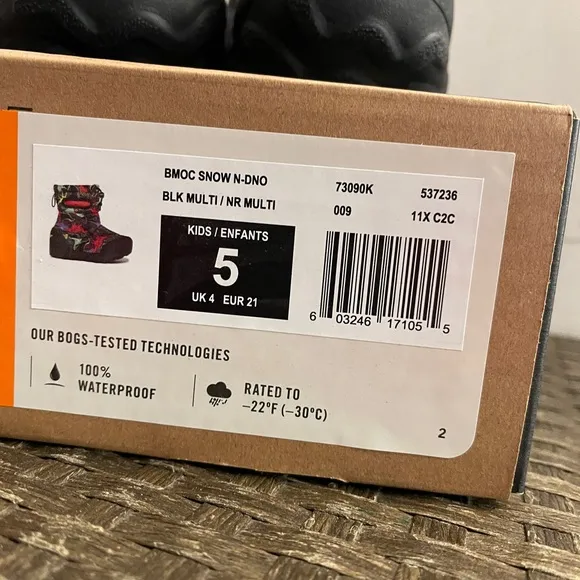 BMOC SNOW N-DNO 73090K 537236
BLK MULTI / NR MULTI 009 11X C2C
KIDS / ENFANTS
5
UK 4 EUR 21
6 03246 17105 5
OUR BOGS-TESTED TECHNOLOGIES
100%
WATERPROOF
RATED TO
–22°F (–30°C)
2